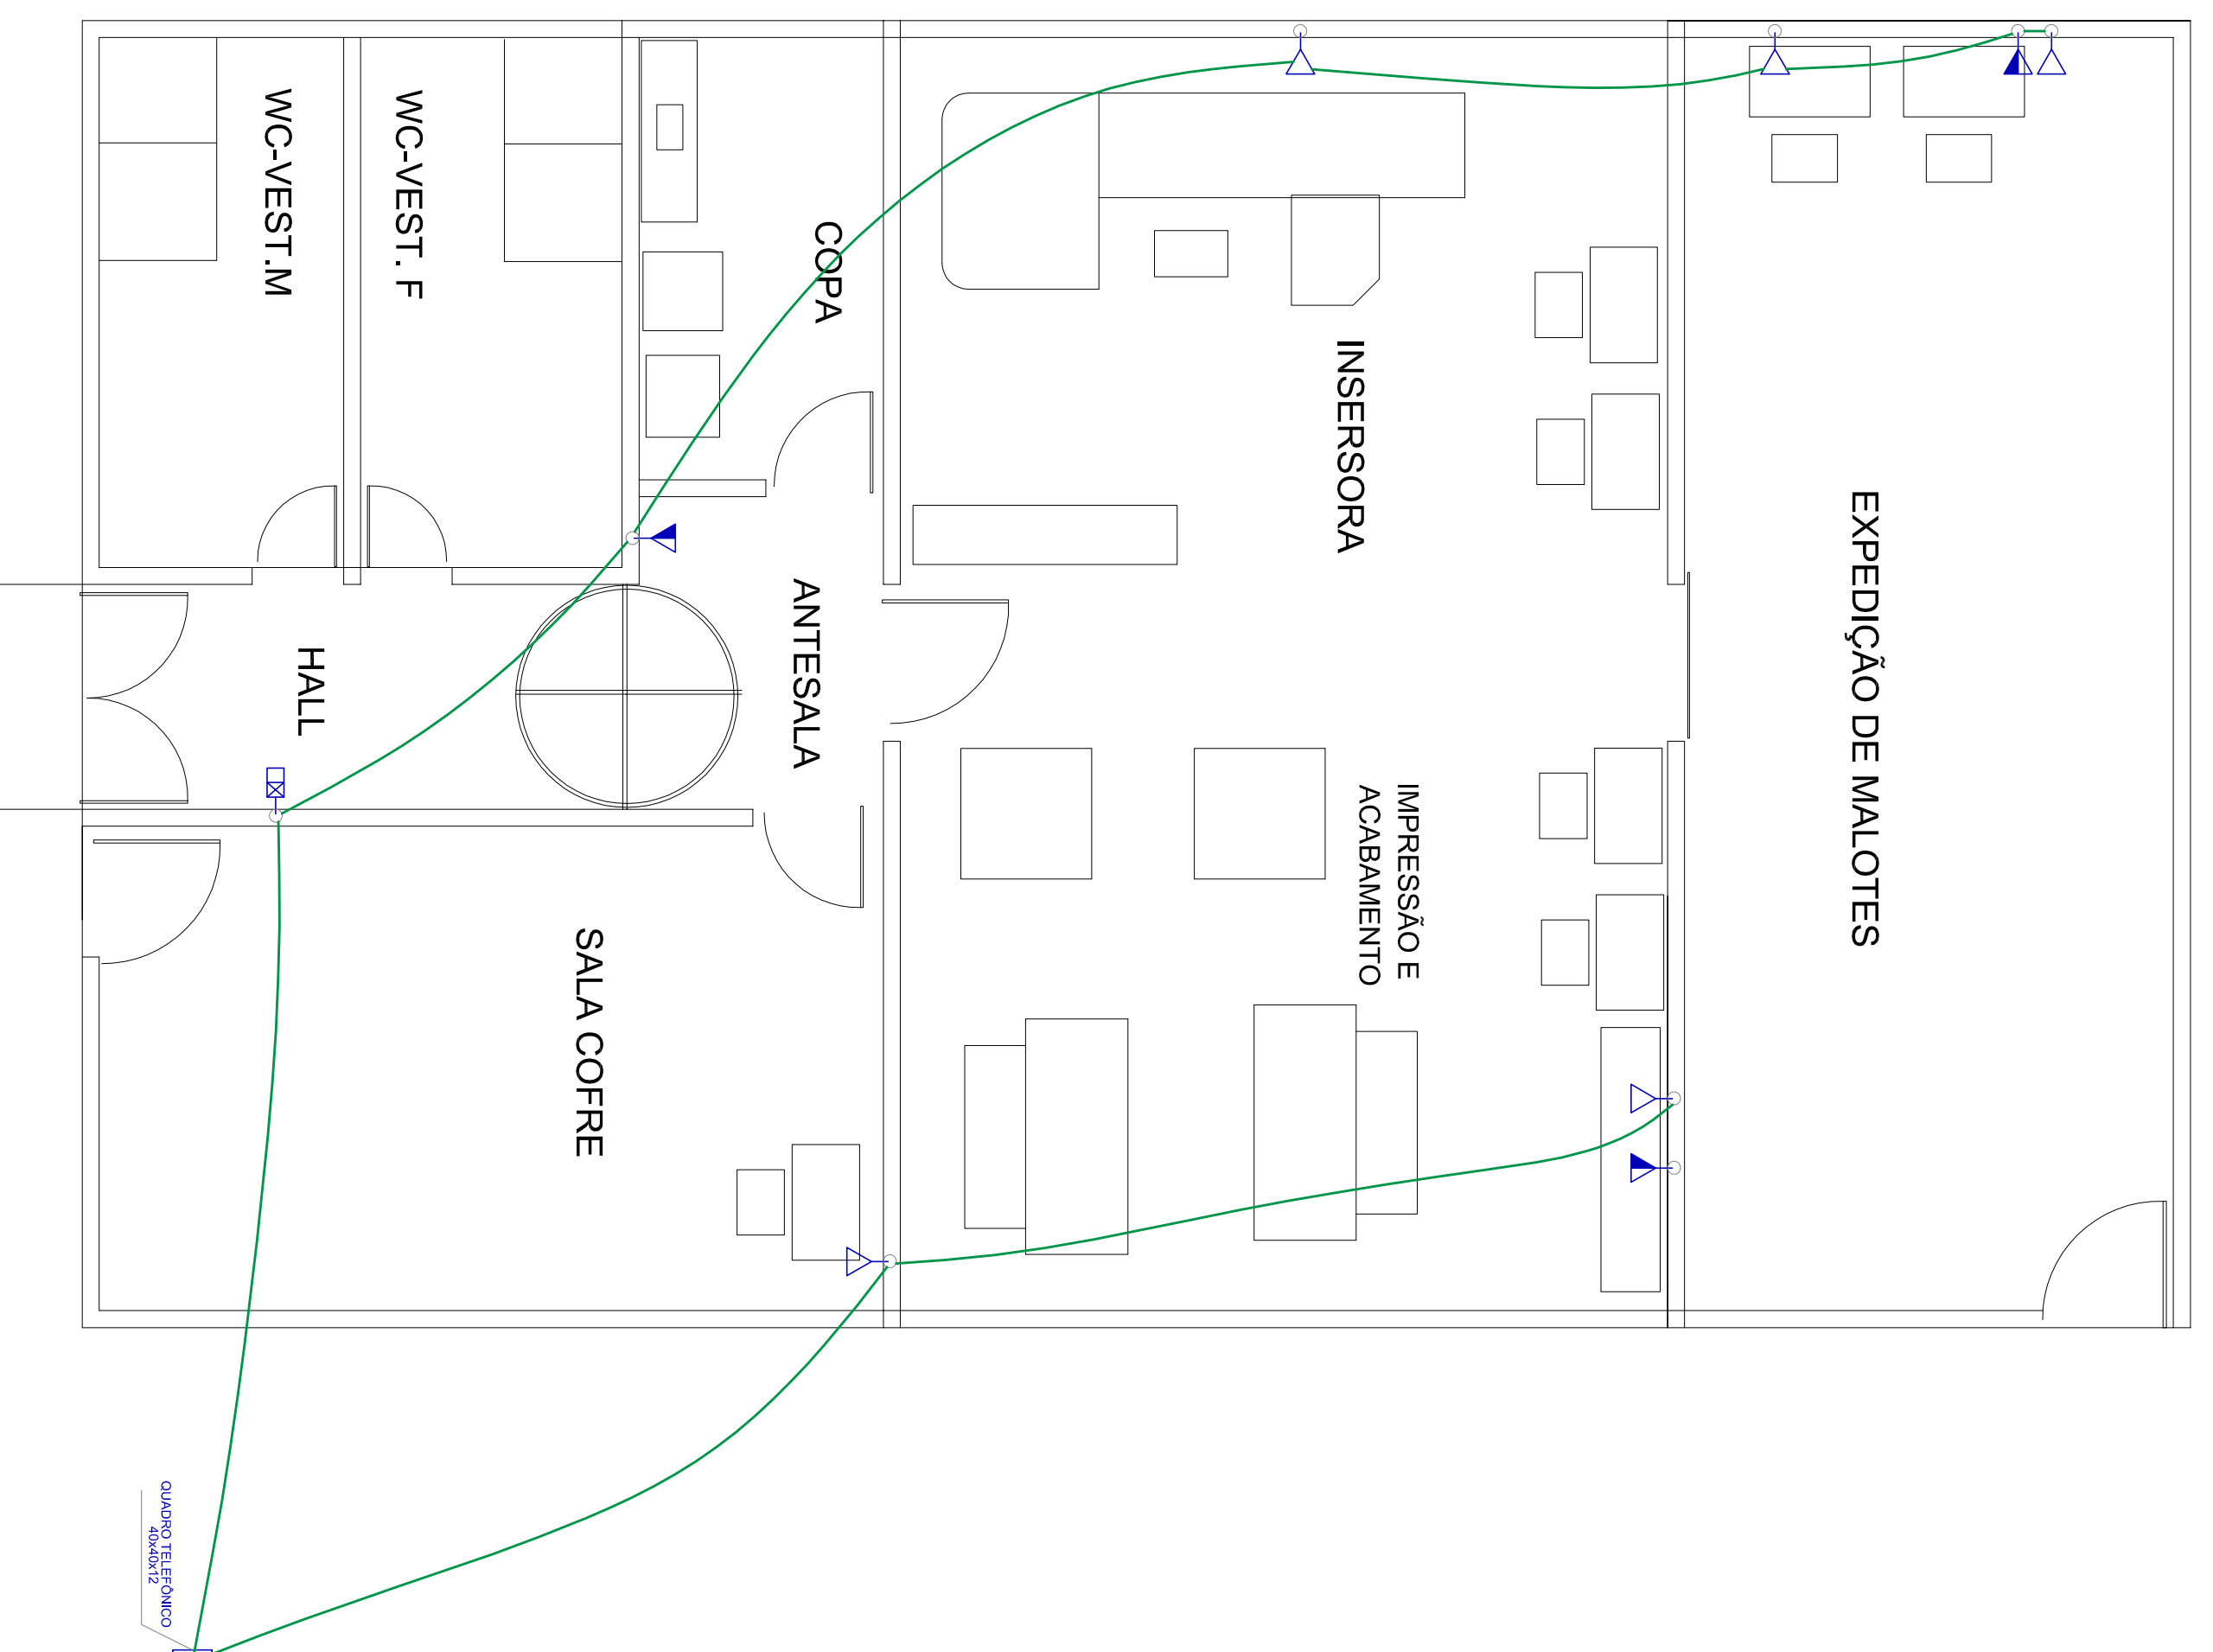 WC-VEST.M
WC-VEST. F
COPA
INSERSORA
EXPEDIÇÃO DE MALOTES
HALL
ANTESALA
IMPRESSÃO E
ACABAMENTO
SALA COFRE
QUADRO TELEFÔNICO
40x40x12